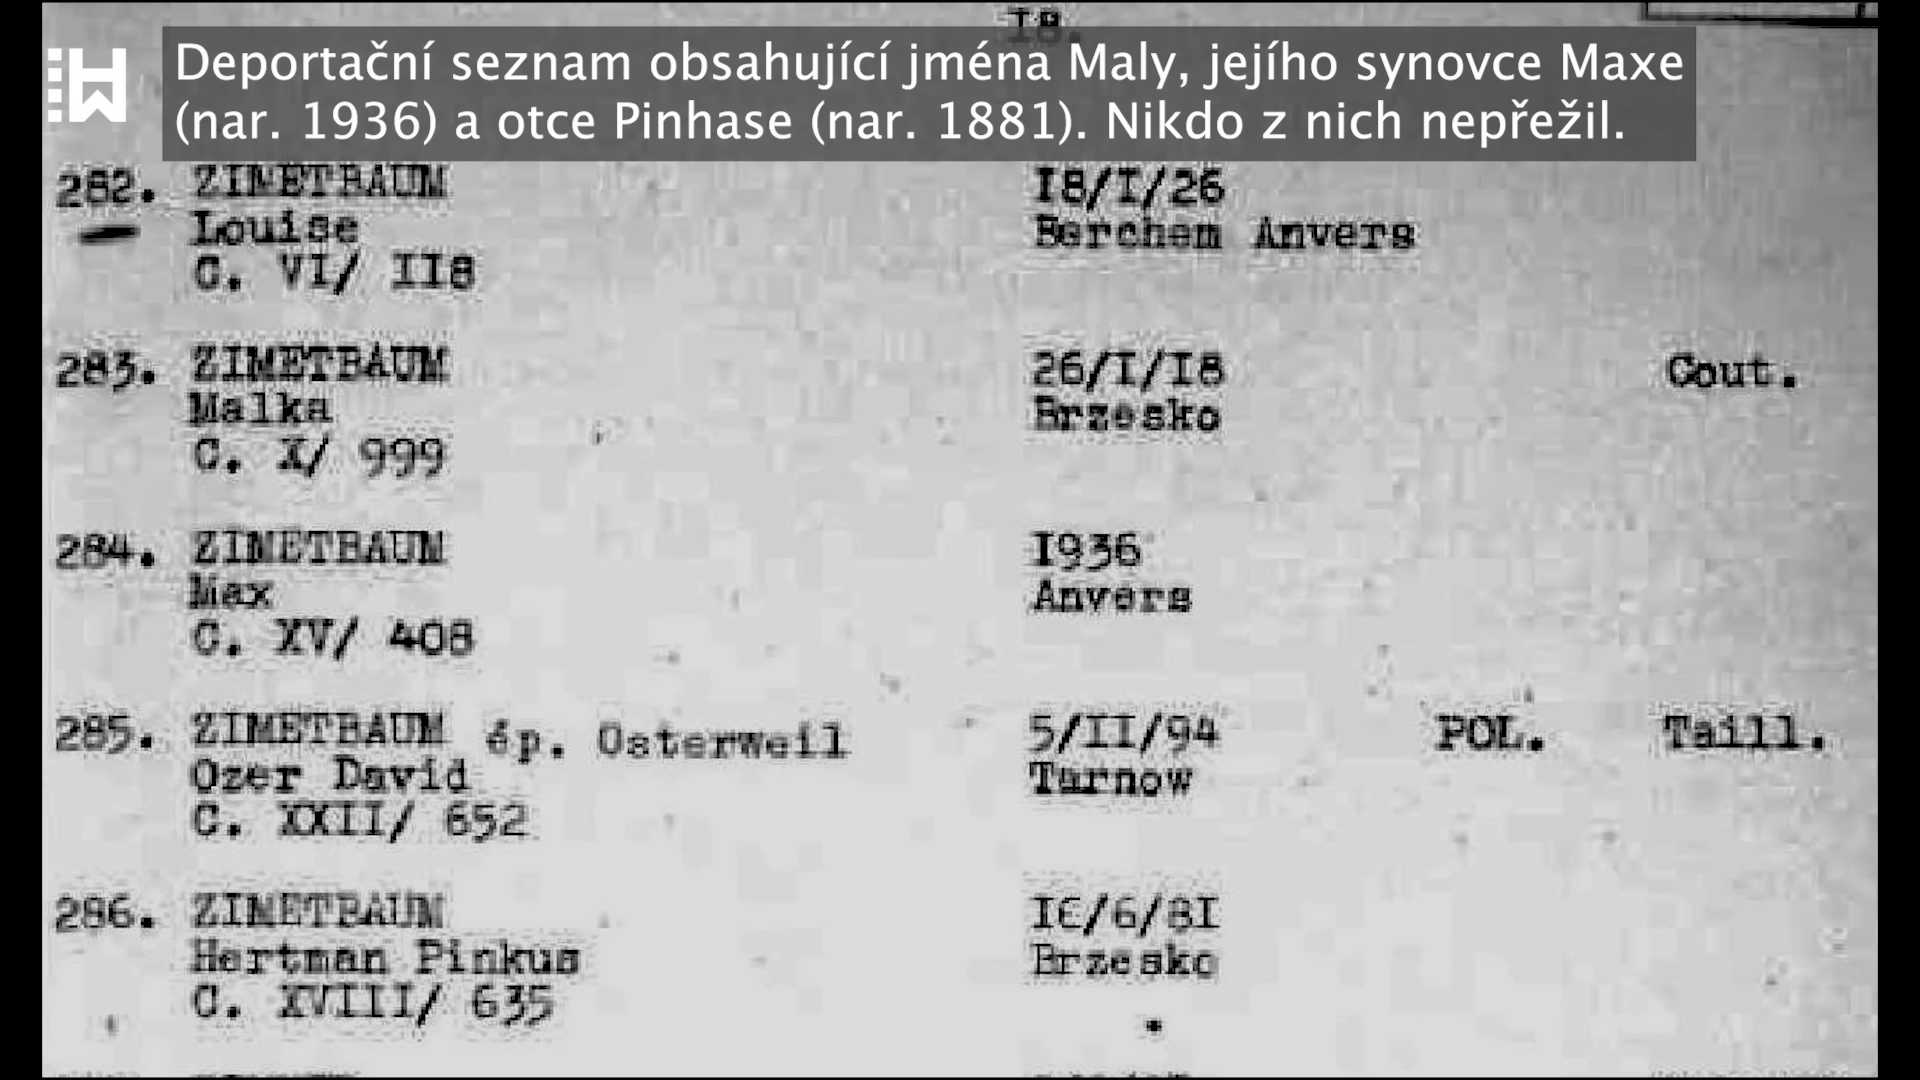 I8.
Deportační seznam obsahující jména Maly, jejího synovce Maxe
(nar. 1936) a otce Pinhase (nar. 1881). Nikdo z nich nepřežil.
282. ZIMETBAUM I8/I/26
Louise Berchem Anvers
C. VI/ II8
283. ZIMETBAUM 26/I/I8 Cout.
Malka Brzesko
C. X/ 999
284. ZIMETBAUM I936
Max Anvers
C. XV/ 408
285. ZIMETBAUM ép. Osterweil 5/II/94 POL. Taill.
Ozer David Tarnow
C. XXII/ 652
286. ZIMETBAUM /6/8I
Hertman Pinkus Brzesko
C. XVIII/ 635